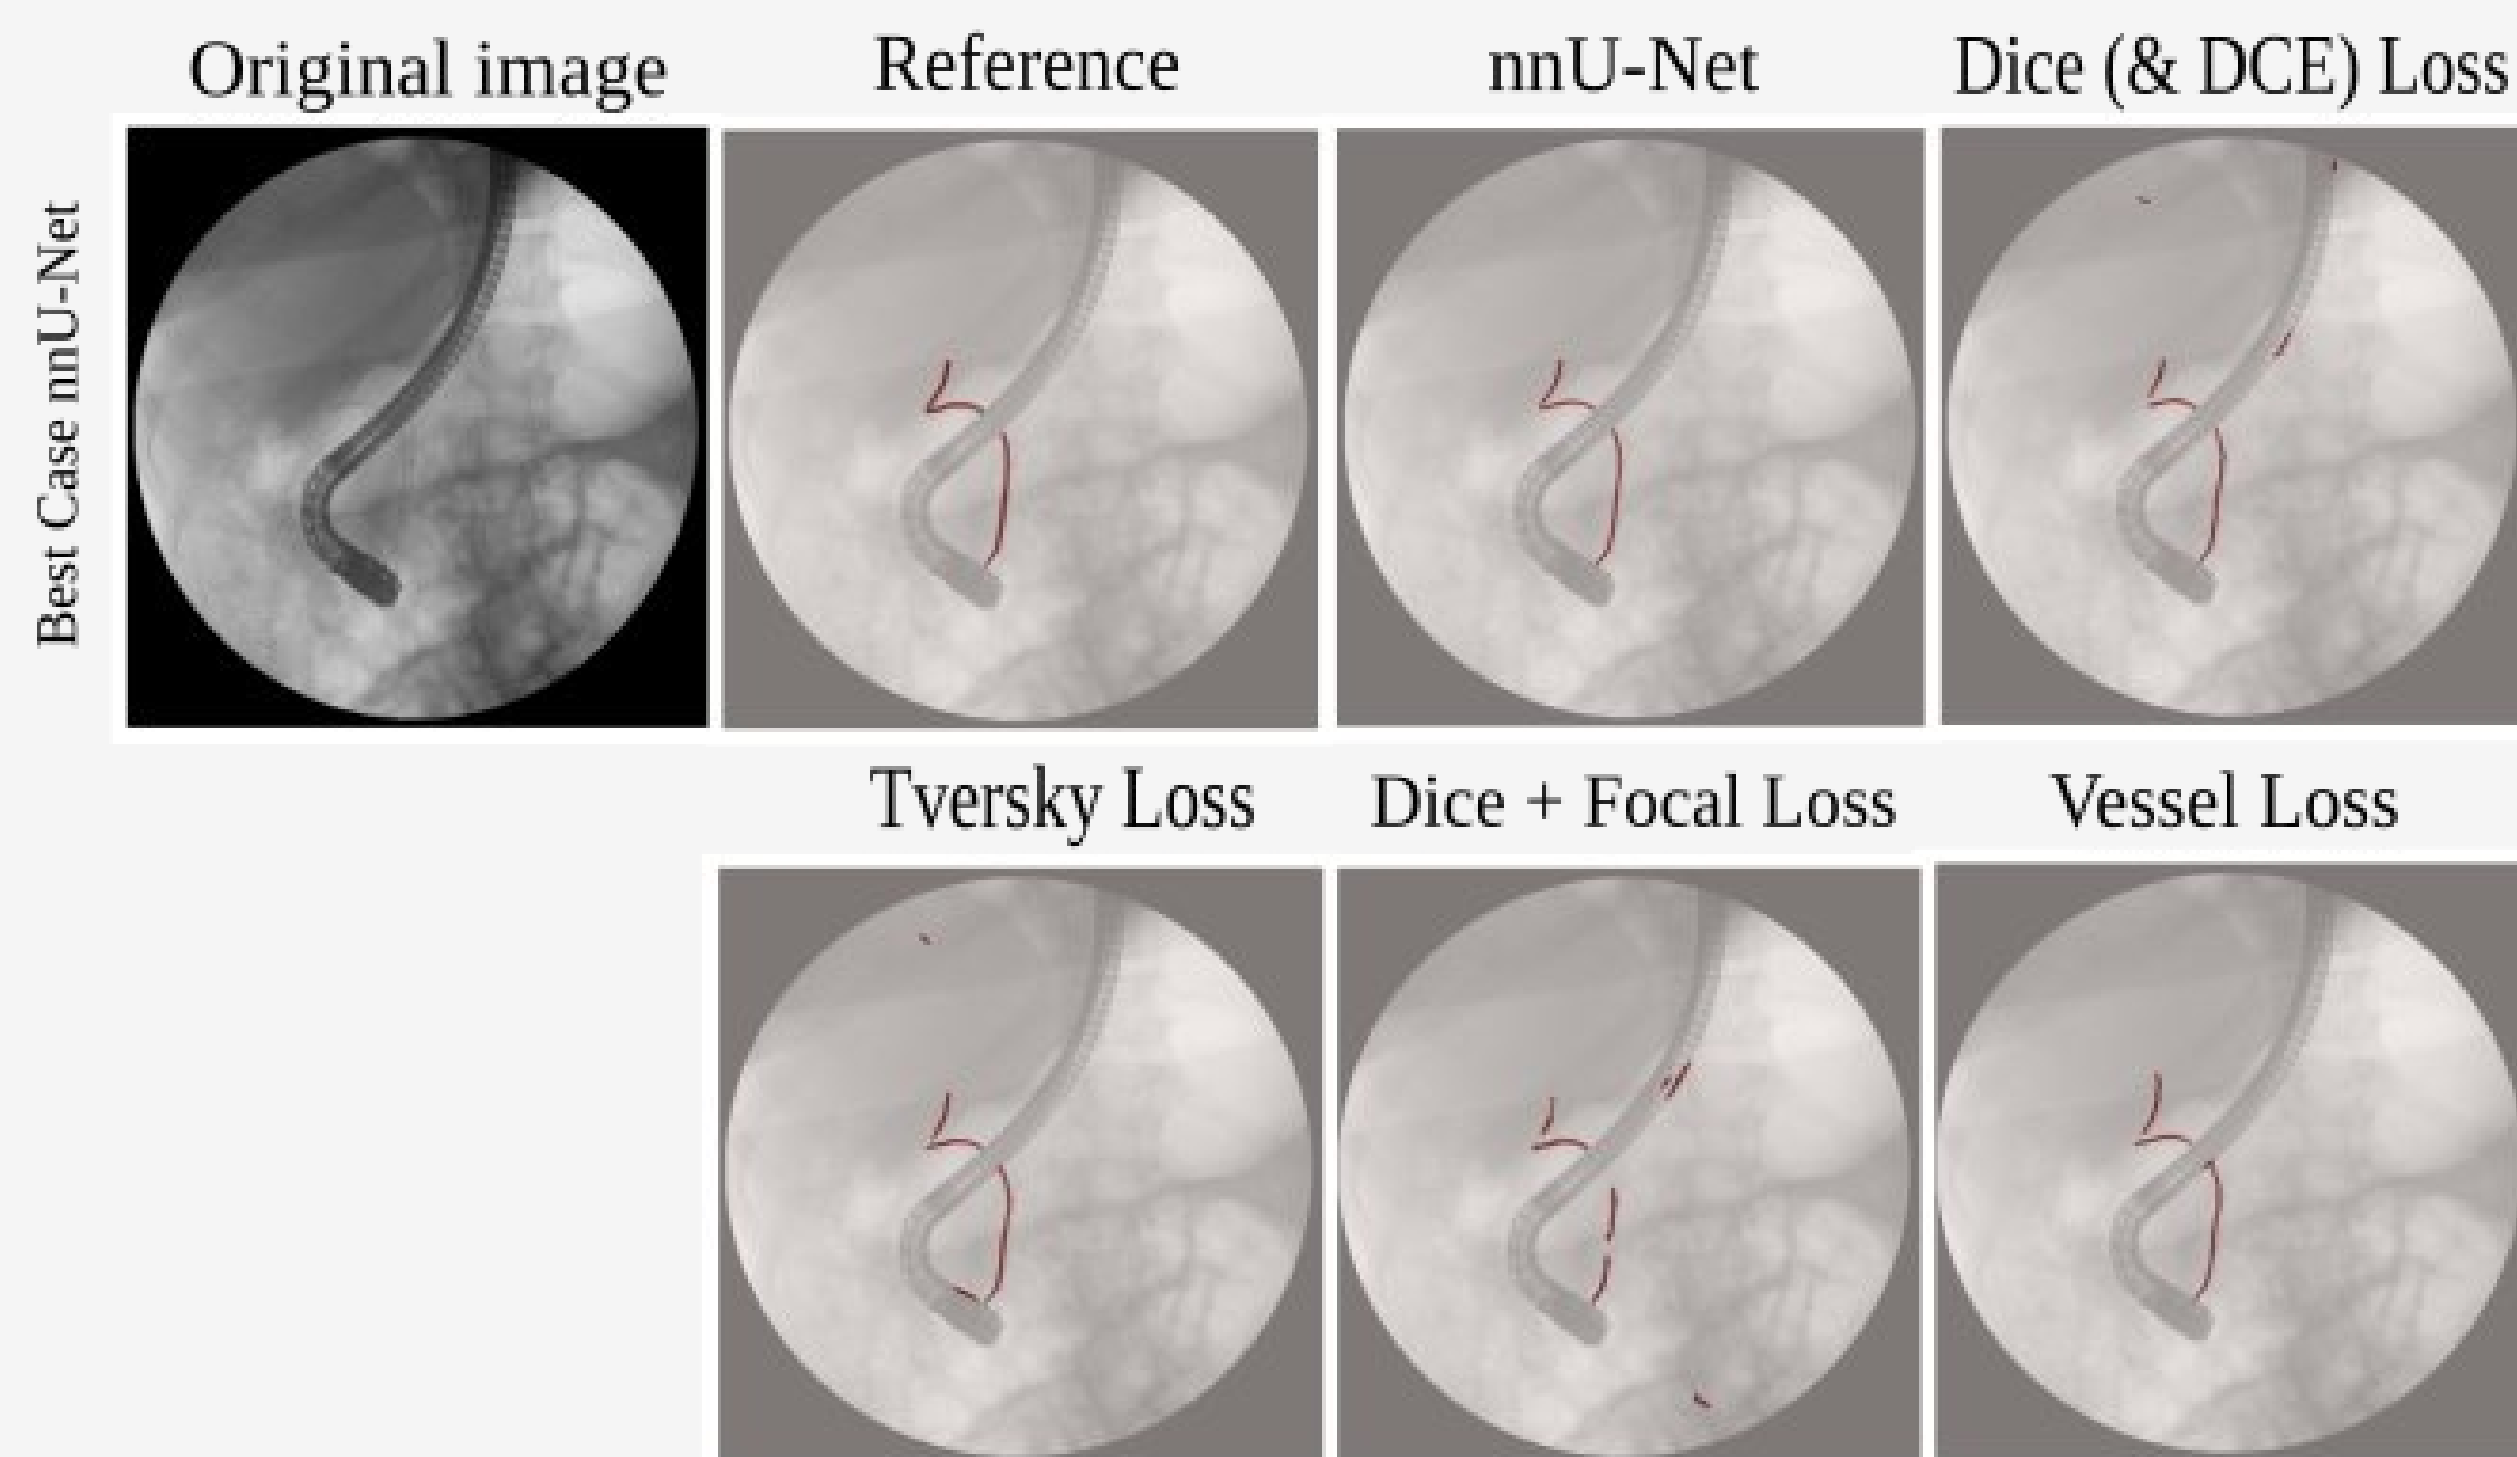 Original image
Reference
nnU-Net
Dice (& DCE) Loss
Best Case nnU-Net
Tversky Loss
Dice + Focal Loss
Vessel Loss